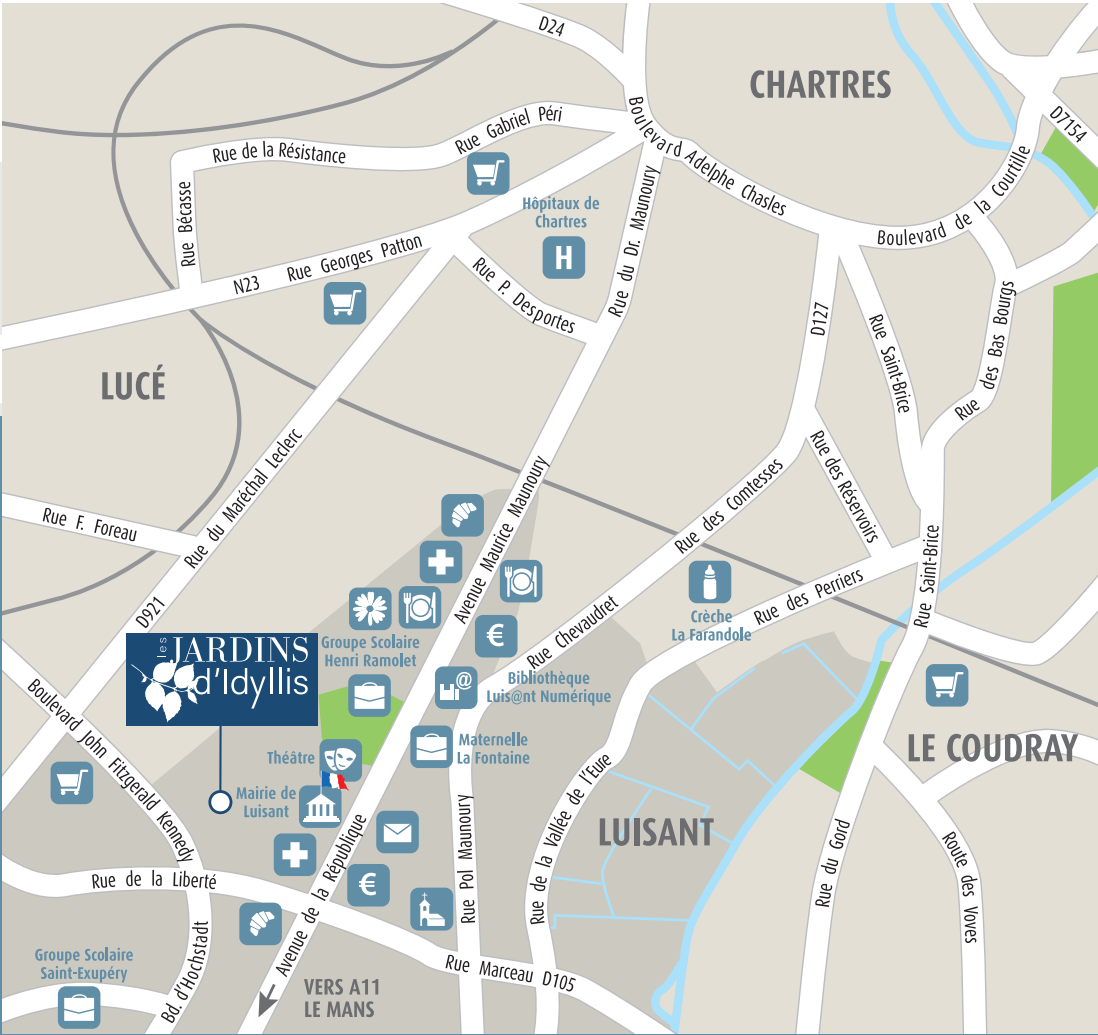 D24
CHARTRES
D7154
Boulevard Adelphe Chasles
Boulevard de la Courtille
Rue Gabriel Péri
Rue de la Résistance
Rue Bécasse
Hôpitaux de
Chartres
H
N23 Rue Georges Patton
Rue P. Desportes
Rue du Dr. Maunoury
D127
Rue Saint-Brice
Rue des Bas Bourgs
LUCÉ
Rue du Maréchal Leclerc
Rue F. Foreau
D921
Avenue Maurice Maunoury
Rue des Comtesses
Rue des Réservoirs
Rue Saint-Brice
Rue des Perriers
Crèche
La Farandole
Rue Chevaudret
€
Groupe Scolaire
Henri Ramolet
les JARDINS
d'Idyllis
@
Bibliothèque
Luis@nt Numérique
Maternelle
La Fontaine
Boulevard John Fitzgerald Kennedy
Théâtre
Mairie de
Luisant
LE COUDRAY
LUISANT
Rue de la Vallée de l'Eure
Rue Pol Maunoury
Rue du Gord
Route des Voves
Rue de la Liberté
€
Avenue de la République
Groupe Scolaire
Saint-Exupéry
Bd. d'Hochstadt
VERS A11
LE MANS
Rue Marceau D105